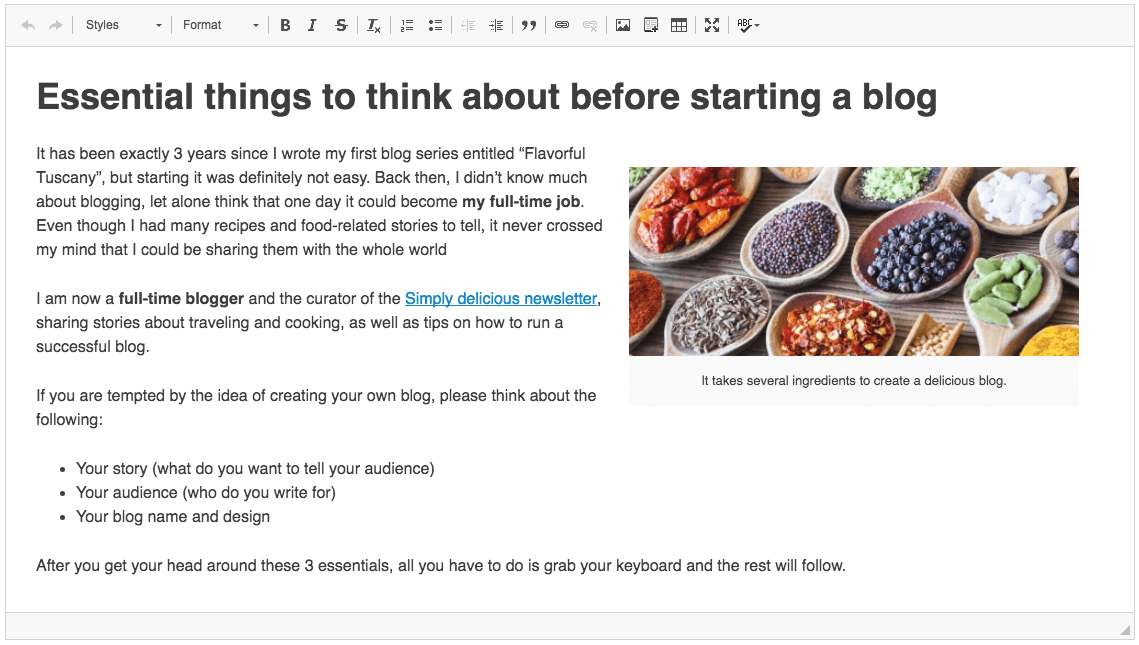 Styles Format B I S Tx ABC
Essential things to think about before starting a blog
It has been exactly 3 years since I wrote my first blog series entitled “Flavorful
Tuscany”, but starting it was definitely not easy. Back then, I didn’t know much
about blogging, let alone think that one day it could become my full-time job.
Even though I had many recipes and food-related stories to tell, it never crossed
my mind that I could be sharing them with the whole world
I am now a full-time blogger and the curator of the Simply delicious newsletter,
sharing stories about traveling and cooking, as well as tips on how to run a
successful blog.
If you are tempted by the idea of creating your own blog, please think about the
following:
• Your story (what do you want to tell your audience)
• Your audience (who do you write for)
• Your blog name and design
After you get your head around these 3 essentials, all you have to do is grab your keyboard and the rest will follow.
It takes several ingredients to create a delicious blog.